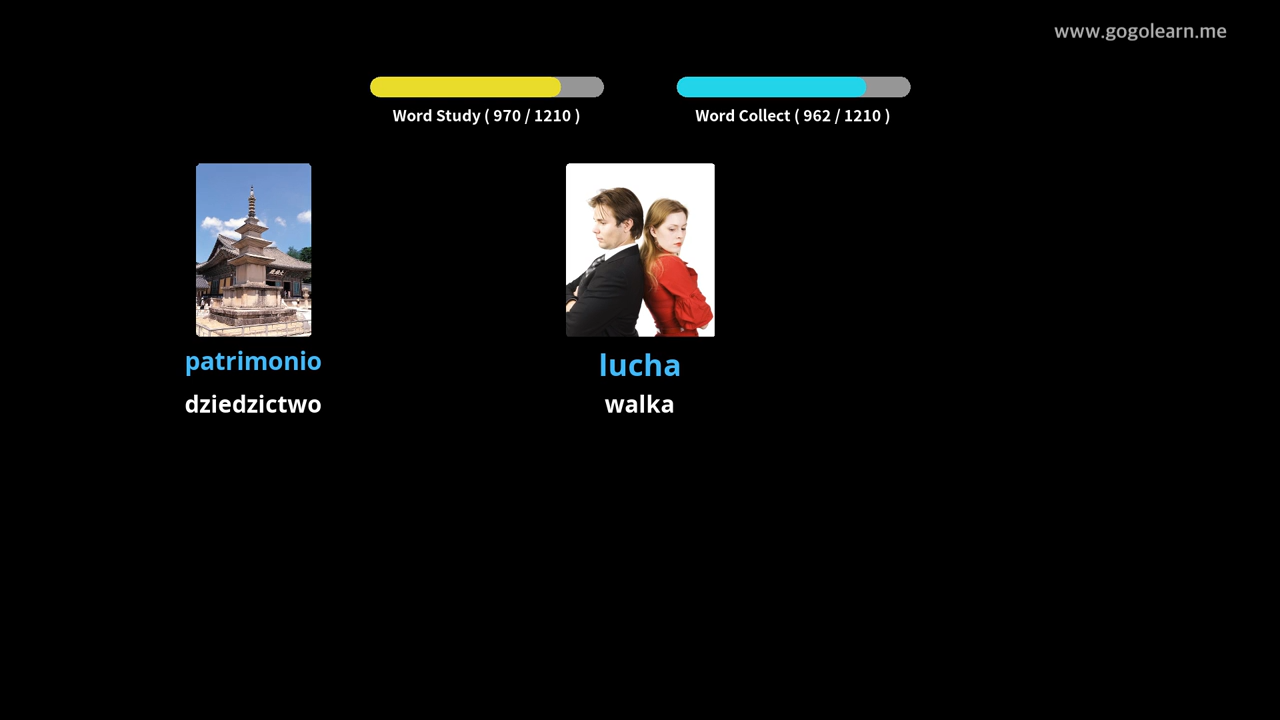 www.gogolearn.me
Word Study ( 970 / 1210 )
Word Collect ( 962 / 1210 )
patrimonio
dziedzictwo
lucha
walka